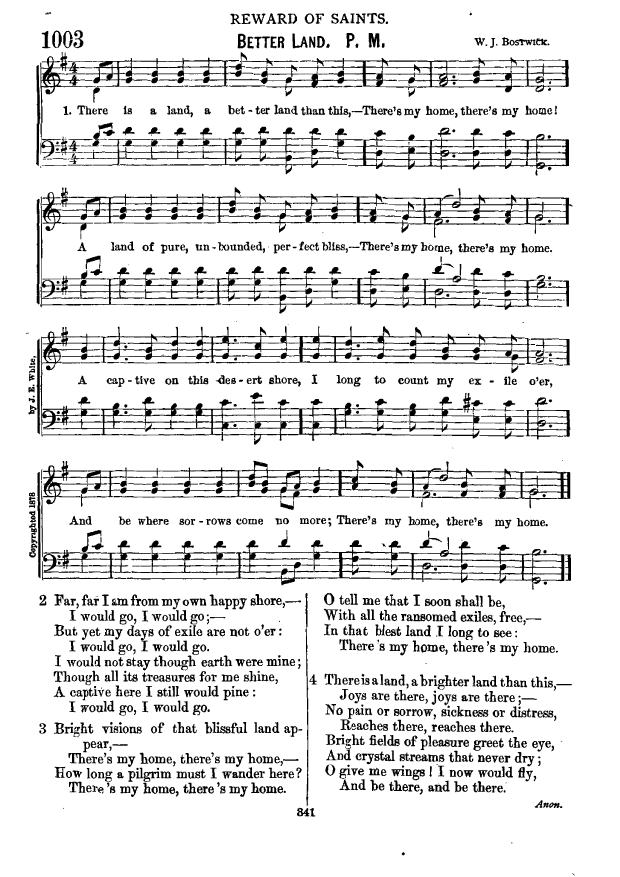 REWARD OF SAINTS.
1003
BETTER LAND. P. M.
W. J. BOSTWICK.
1. There is a land, a bet-ter land than this,—There's my home, there's my home!
A land of pure, un-bounded, per-fect bliss,—There's my home, there's my home.
A cap-tive on this des-ert shore, I long to count my ex-ile o'er,
by J. E. White,
And be where sor-rows come no more; There's my home, there's my home.
Copyrighted 1878
2 Far, far I am from my own happy shore,—
I would go, I would go;—
But yet my days of exile are not o'er:
I would go, I would go.
I would not stay though earth were mine;
Though all its treasures for me shine,
A captive here I still would pine:
I would go, I would go.
3 Bright visions of that blissful land ap-
pear,—
There's my home, there's my home,—
How long a pilgrim must I wander here?
There's my home, there's my home.
O tell me that I soon shall be,
With all the ransomed exiles, free,—
In that blest land I long to see:
There's my home, there's my home.
4 There is a land, a brighter land than this,—
Joys are there, joys are there;—
No pain or sorrow, sickness or distress,
Reaches there, reaches there.
Bright fields of pleasure greet the eye,
And crystal streams that never dry;
O give me wings! I now would fly,
And be there, and be there.
Anon.
341